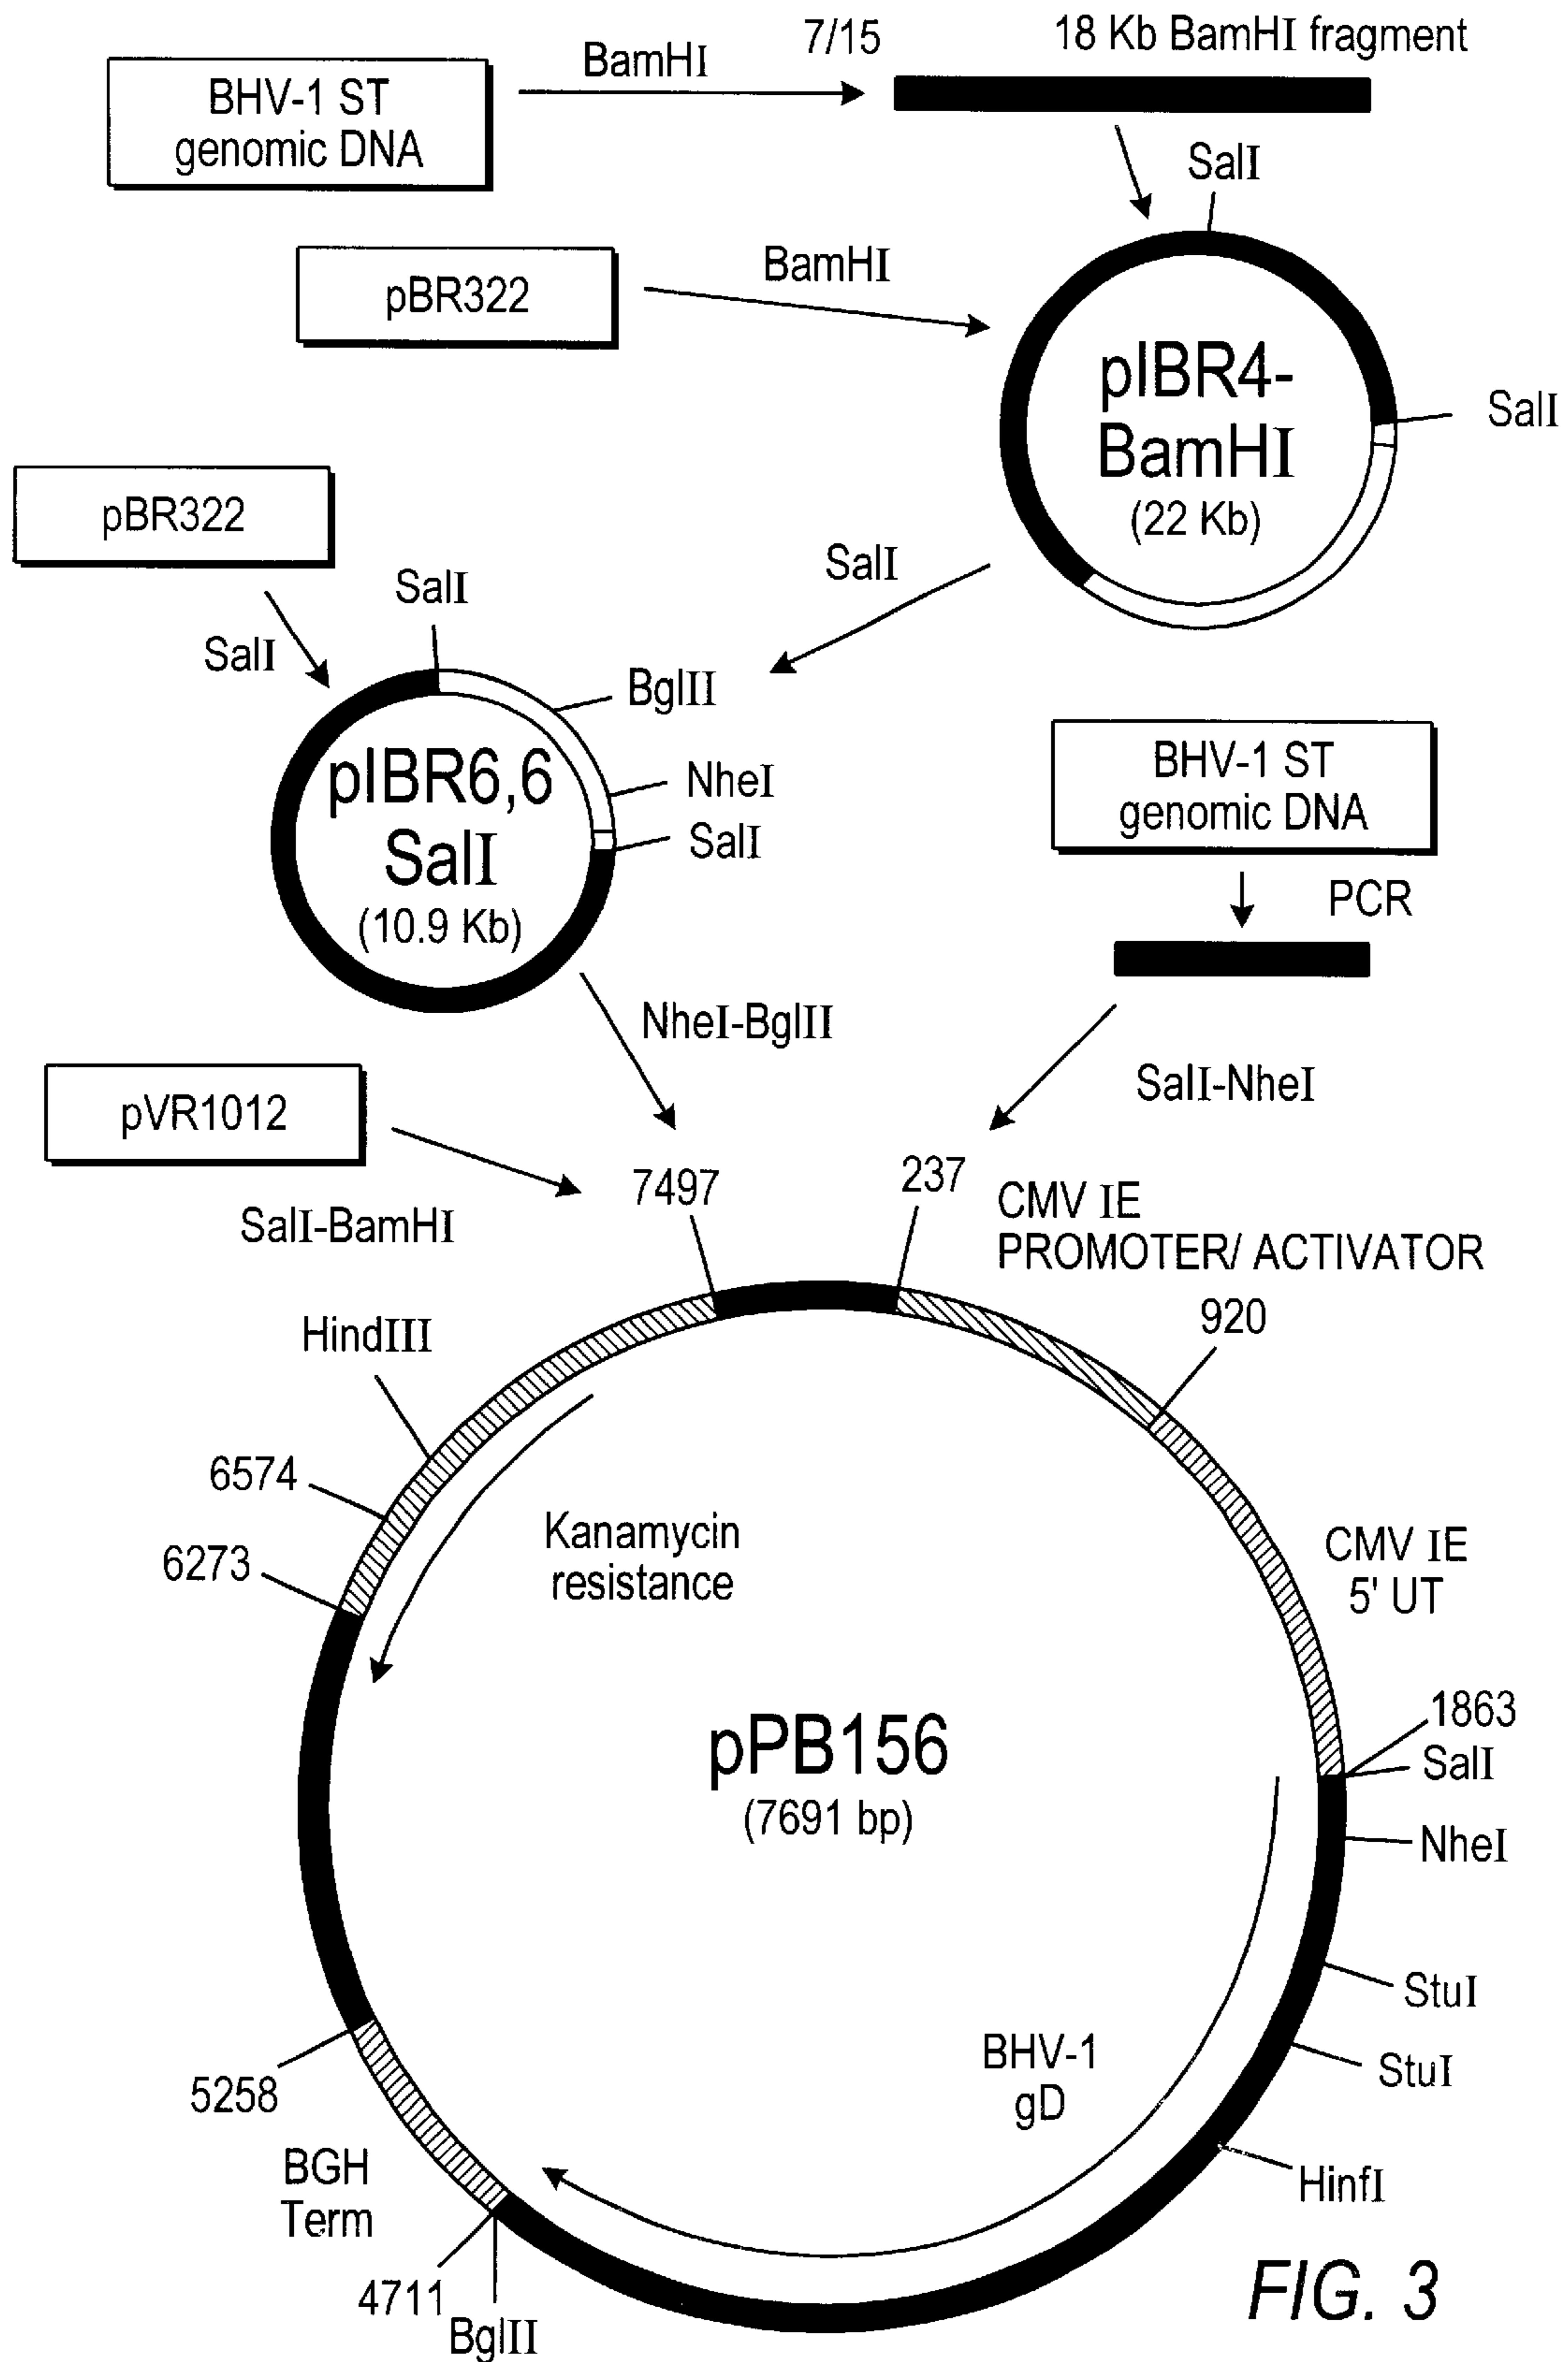 7/15
18 Kb BamHI fragment
BamHI
BHV-1 ST
genomic DNA
SalI
BamHI
pBR322
pIBR4-
BamHI
(22 Kb)
SalI
pBR322
SalI
SalI
SalI
BglII
pIBR6,6
SalI
(10.9 Kb)
NheI
SalI
BHV-1 ST
genomic DNA
PCR
NheI-BglII
SalI-NheI
pVR1012
SalI-BamHI
7497
237
CMV IE
PROMOTER/ ACTIVATOR
920
HindIII
6574
6273
Kanamycin
resistance
CMV IE
5' UT
1863
SalI
NheI
pPB156
(7691 bp)
StuI
StuI
BHV-1
gD
HinfI
5258
BGH
Term
4711
BglII
FIG. 3